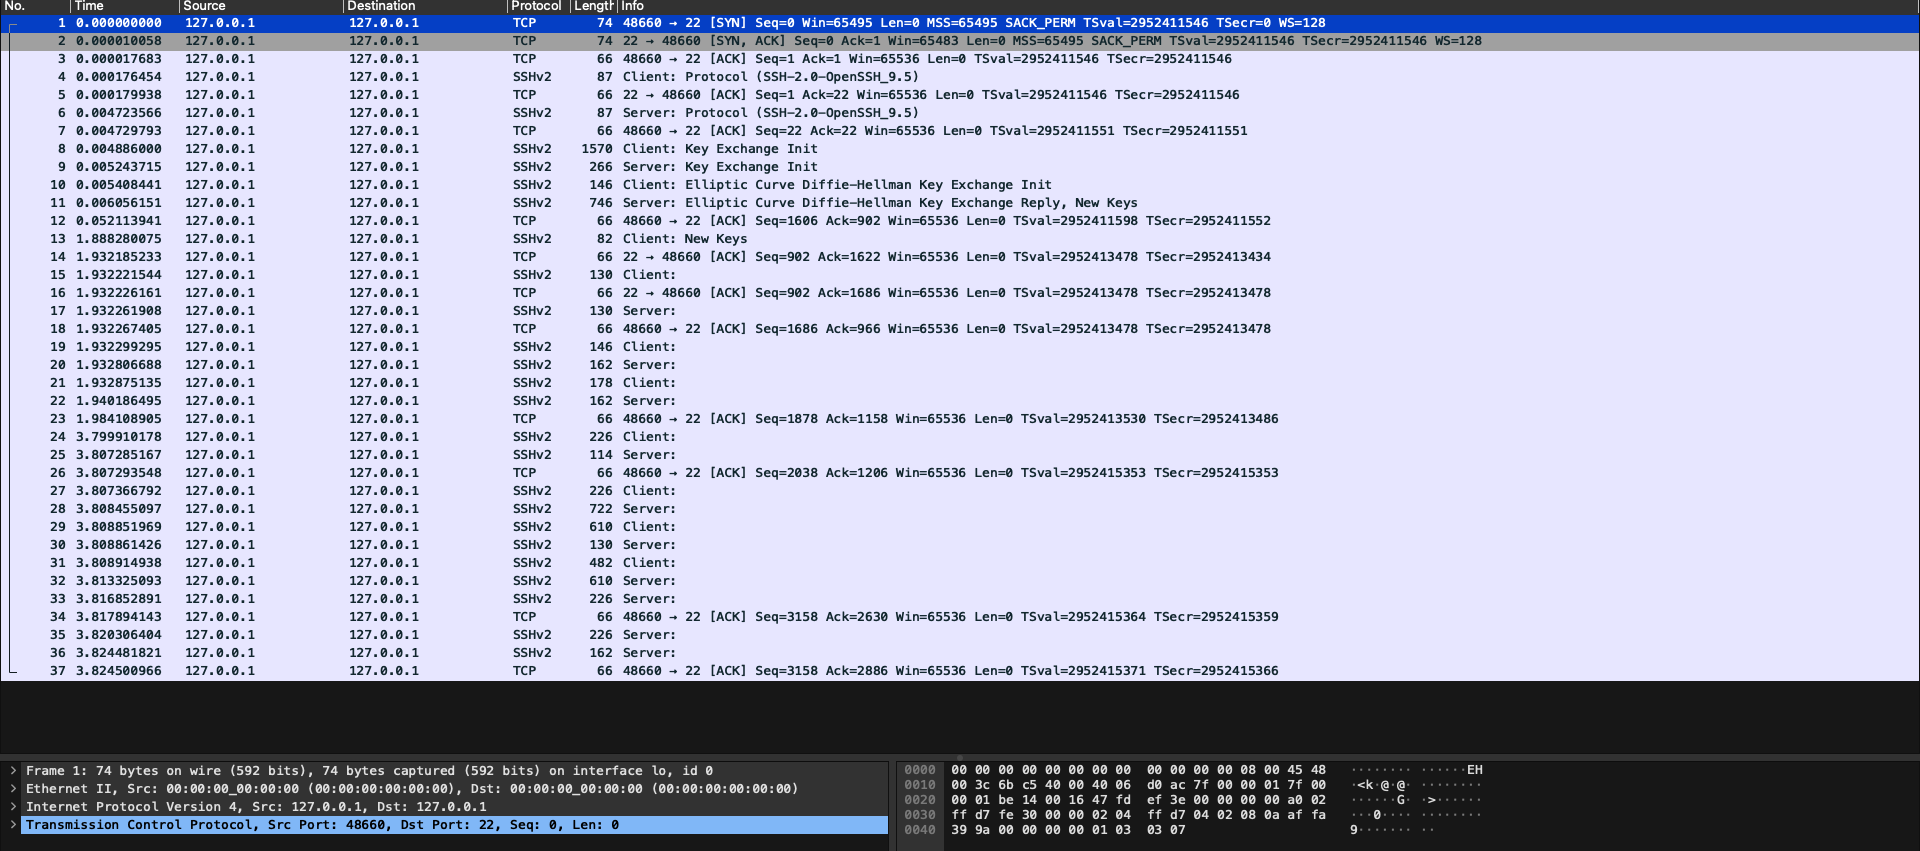 No. Time Source Destination Protocol Length Info
1 0.000000000 127.0.0.1 127.0.0.1 TCP 74 48660 → 22 [SYN] Seq=0 Win=65495 Len=0 MSS=65495 SACK_PERM TSval=2952411546 TSecr=0 WS=128
2 0.000010058 127.0.0.1 127.0.0.1 TCP 74 22 → 48660 [SYN, ACK] Seq=0 Ack=1 Win=65483 Len=0 MSS=65495 SACK_PERM TSval=2952411546 TSecr=2952411546 WS=128
3 0.000017683 127.0.0.1 127.0.0.1 TCP 66 48660 → 22 [ACK] Seq=1 Ack=1 Win=65536 Len=0 TSval=2952411546 TSecr=2952411546
4 0.000176454 127.0.0.1 127.0.0.1 SSHv2 87 Client: Protocol (SSH-2.0-OpenSSH_9.5)
5 0.000179938 127.0.0.1 127.0.0.1 TCP 66 22 → 48660 [ACK] Seq=1 Ack=22 Win=65536 Len=0 TSval=2952411546 TSecr=2952411546
6 0.004723566 127.0.0.1 127.0.0.1 SSHv2 87 Server: Protocol (SSH-2.0-OpenSSH_9.5)
7 0.004729793 127.0.0.1 127.0.0.1 TCP 66 48660 → 22 [ACK] Seq=22 Ack=22 Win=65536 Len=0 TSval=2952411551 TSecr=2952411551
8 0.004886000 127.0.0.1 127.0.0.1 SSHv2 1570 Client: Key Exchange Init
9 0.005243715 127.0.0.1 127.0.0.1 SSHv2 266 Server: Key Exchange Init
10 0.005408441 127.0.0.1 127.0.0.1 SSHv2 146 Client: Elliptic Curve Diffie-Hellman Key Exchange Init
11 0.006056151 127.0.0.1 127.0.0.1 SSHv2 746 Server: Elliptic Curve Diffie-Hellman Key Exchange Reply, New Keys
12 0.052113941 127.0.0.1 127.0.0.1 TCP 66 48660 → 22 [ACK] Seq=1606 Ack=902 Win=65536 Len=0 TSval=2952411598 TSecr=2952411552
13 1.888280075 127.0.0.1 127.0.0.1 SSHv2 82 Client: New Keys
14 1.932185233 127.0.0.1 127.0.0.1 TCP 66 22 → 48660 [ACK] Seq=902 Ack=1622 Win=65536 Len=0 TSval=2952413478 TSecr=2952413434
15 1.932221544 127.0.0.1 127.0.0.1 SSHv2 130 Client:
16 1.932226161 127.0.0.1 127.0.0.1 TCP 66 22 → 48660 [ACK] Seq=902 Ack=1686 Win=65536 Len=0 TSval=2952413478 TSecr=2952413478
17 1.932261908 127.0.0.1 127.0.0.1 SSHv2 130 Server:
18 1.932267405 127.0.0.1 127.0.0.1 TCP 66 48660 → 22 [ACK] Seq=1686 Ack=966 Win=65536 Len=0 TSval=2952413478 TSecr=2952413478
19 1.932299295 127.0.0.1 127.0.0.1 SSHv2 146 Client:
20 1.932806688 127.0.0.1 127.0.0.1 SSHv2 162 Server:
21 1.932875135 127.0.0.1 127.0.0.1 SSHv2 178 Client:
22 1.940186495 127.0.0.1 127.0.0.1 SSHv2 162 Server:
23 1.984108905 127.0.0.1 127.0.0.1 TCP 66 48660 → 22 [ACK] Seq=1878 Ack=1158 Win=65536 Len=0 TSval=2952413530 TSecr=2952413486
24 3.799910178 127.0.0.1 127.0.0.1 SSHv2 226 Client:
25 3.807285167 127.0.0.1 127.0.0.1 SSHv2 114 Server:
26 3.807293548 127.0.0.1 127.0.0.1 TCP 66 48660 → 22 [ACK] Seq=2038 Ack=1206 Win=65536 Len=0 TSval=2952415353 TSecr=2952415353
27 3.807366792 127.0.0.1 127.0.0.1 SSHv2 226 Client:
28 3.808455097 127.0.0.1 127.0.0.1 SSHv2 722 Server:
29 3.808851969 127.0.0.1 127.0.0.1 SSHv2 610 Client:
30 3.808861426 127.0.0.1 127.0.0.1 SSHv2 130 Server:
31 3.808914938 127.0.0.1 127.0.0.1 SSHv2 482 Client:
32 3.813325093 127.0.0.1 127.0.0.1 SSHv2 610 Server:
33 3.816852891 127.0.0.1 127.0.0.1 SSHv2 226 Server:
34 3.817894143 127.0.0.1 127.0.0.1 TCP 66 48660 → 22 [ACK] Seq=3158 Ack=2630 Win=65536 Len=0 TSval=2952415364 TSecr=2952415359
35 3.820306404 127.0.0.1 127.0.0.1 SSHv2 226 Server:
36 3.824481821 127.0.0.1 127.0.0.1 SSHv2 162 Server:
37 3.824500966 127.0.0.1 127.0.0.1 TCP 66 48660 → 22 [ACK] Seq=3158 Ack=2886 Win=65536 Len=0 TSval=2952415371 TSecr=2952415366
> Frame 1: 74 bytes on wire (592 bits), 74 bytes captured (592 bits) on interface lo, id 0
> Ethernet II, Src: 00:00:00_00:00:00 (00:00:00:00:00:00), Dst: 00:00:00_00:00:00 (00:00:00:00:00:00)
> Internet Protocol Version 4, Src: 127.0.0.1, Dst: 127.0.0.1
> Transmission Control Protocol, Src Port: 48660, Dst Port: 22, Seq: 0, Len: 0
0000 00 00 00 00 00 00 00 00 00 00 00 00 08 00 45 48 ········ ······EH
0010 00 3c 6b c5 40 00 40 06 d0 ac 7f 00 00 01 7f 00 ·<k·@·@· ········
0020 00 01 be 14 00 16 47 fd ef 3e 00 00 00 00 a0 02 ······G· ·>······
0030 ff d7 fe 30 00 00 02 04 ff d7 04 02 08 0a af fa ···0···· ········
0040 39 9a 00 00 00 00 01 03 03 07 9······· ··